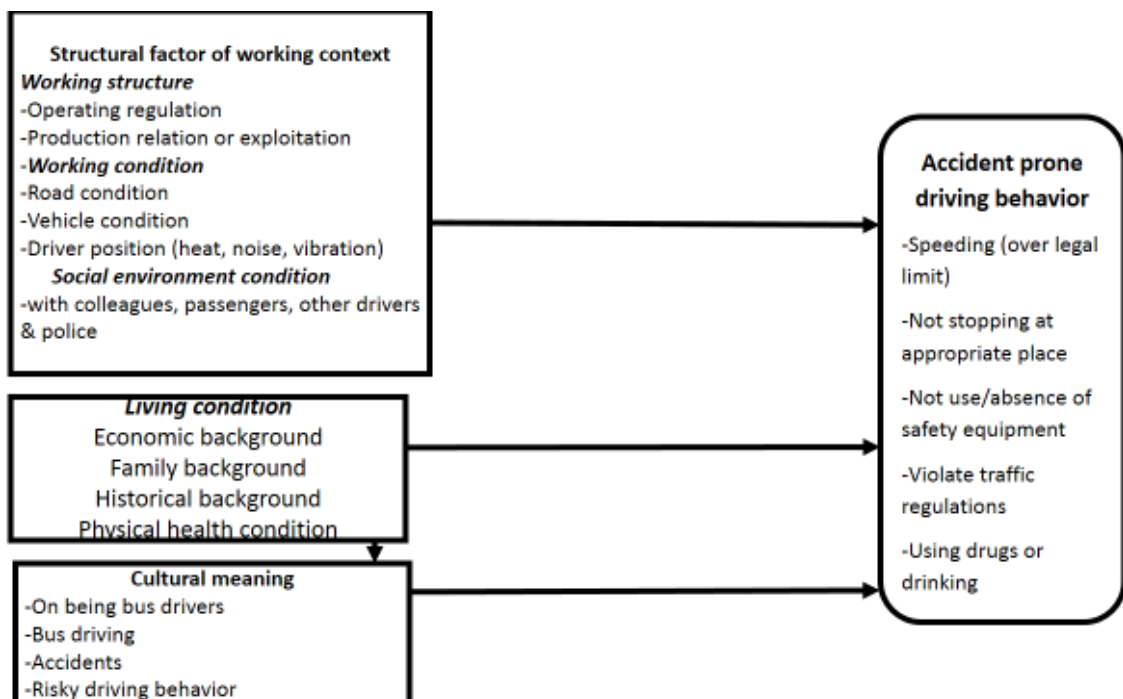 Structural factor of working context
Working structure
-Operating regulation
-Production relation or exploitation
-Working condition
-Road condition
-Vehicle condition
-Driver position (heat, noise, vibration)
Social environment condition
-with colleagues, passengers, other drivers
& police
Living condition
Economic background
Family background
Historical background
Physical health condition
Cultural meaning
-On being bus drivers
-Bus driving
-Accidents
-Risky driving behavior
Accident prone
driving behavior
-Speeding (over legal
limit)
-Not stopping at
appropriate place
-Not use/absence of
safety equipment
-Violate traffic
regulations
-Using drugs or
drinking